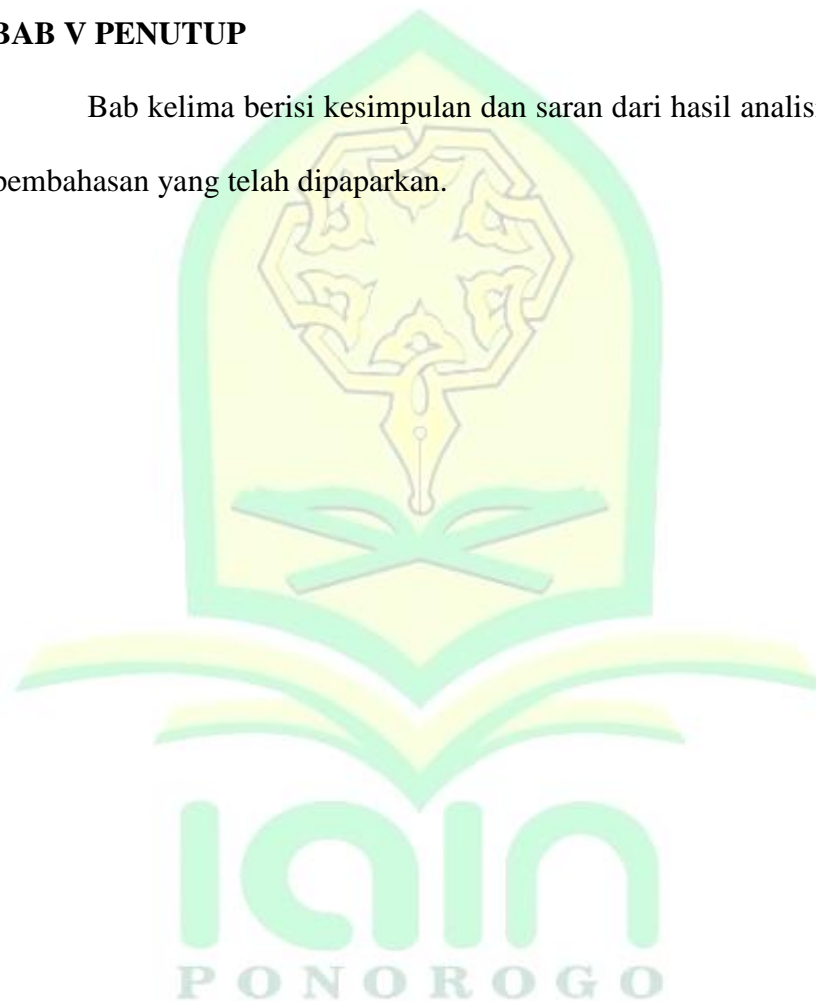 BAB V PENUTUP
Bab kelima berisi kesimpulan dan saran dari hasil analisi
pembahasan yang telah dipaparkan.
iain
PONOROGO